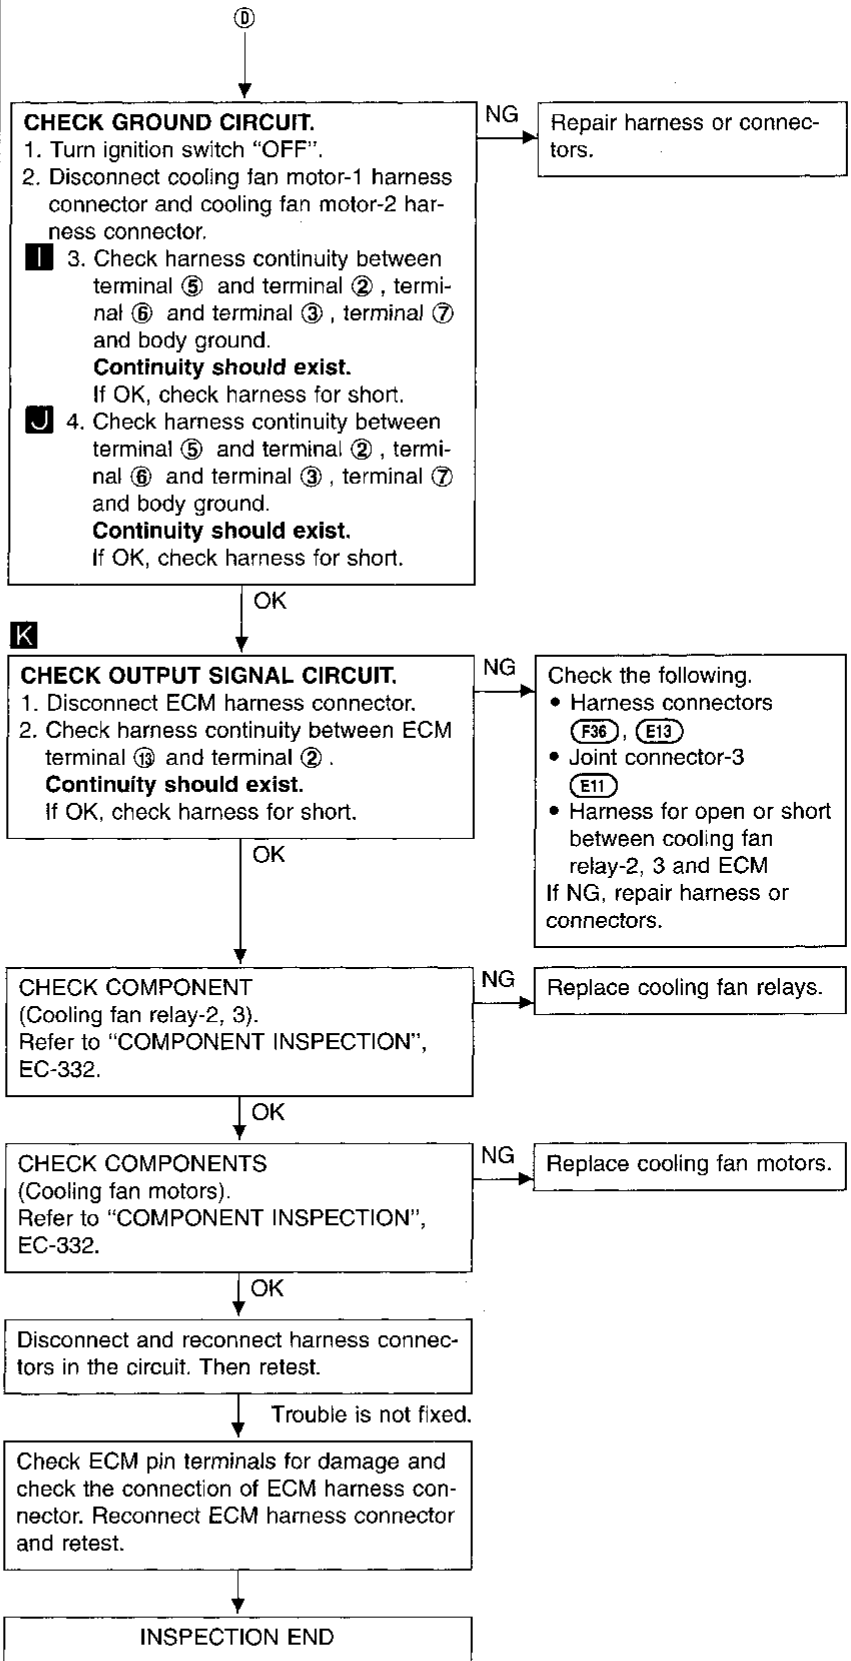 Ⓓ
CHECK GROUND CIRCUIT.
1. Turn ignition switch "OFF".
2. Disconnect cooling fan motor-1 harness
connector and cooling fan motor-2 har-
ness connector.
I 3. Check harness continuity between
terminal ⑤ and terminal ②, termi-
nal ⑥ and terminal ③, terminal ⑦
and body ground.
Continuity should exist.
If OK, check harness for short.
J 4. Check harness continuity between
terminal ⑤ and terminal ②, termi-
nal ⑥ and terminal ③, terminal ⑦
and body ground.
Continuity should exist.
If OK, check harness for short.
NG
Repair harness or connec-
tors.
OK
K
CHECK OUTPUT SIGNAL CIRCUIT.
1. Disconnect ECM harness connector.
2. Check harness continuity between ECM
terminal ⑬ and terminal ②.
Continuity should exist.
If OK, check harness for short.
NG
Check the following.
• Harness connectors
F36, E13
• Joint connector-3
E11
• Harness for open or short
between cooling fan
relay-2, 3 and ECM
If NG, repair harness or
connectors.
OK
CHECK COMPONENT
(Cooling fan relay-2, 3).
Refer to "COMPONENT INSPECTION",
EC-332.
NG
Replace cooling fan relays.
OK
CHECK COMPONENTS
(Cooling fan motors).
Refer to "COMPONENT INSPECTION",
EC-332.
NG
Replace cooling fan motors.
OK
Disconnect and reconnect harness connec-
tors in the circuit. Then retest.
Trouble is not fixed.
Check ECM pin terminals for damage and
check the connection of ECM harness con-
nector. Reconnect ECM harness connector
and retest.
INSPECTION END